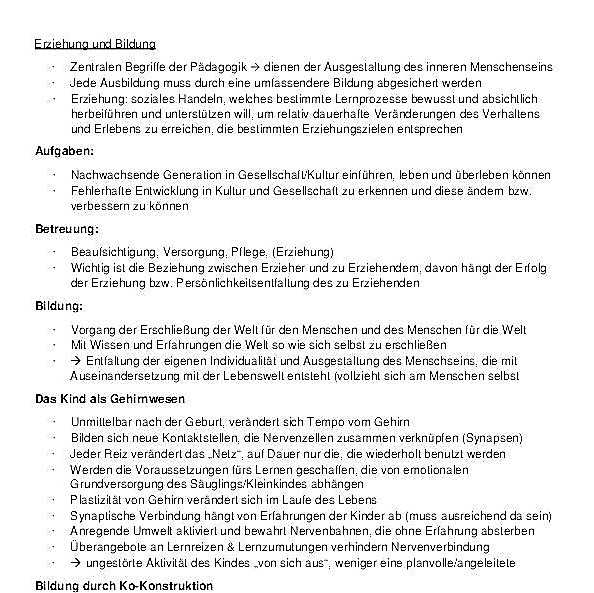 Erziehung und Bildung
· Zentralen Begriffe der Pädagogik → dienen der Ausgestaltung des inneren Menschenseins
· Jede Ausbildung muss durch eine umfassendere Bildung abgesichert werden
· Erziehung: soziales Handeln, welches bestimmte Lernprozesse bewusst und absichtlich
herbeiführen und unterstützen will, um relativ dauerhafte Veränderungen des Verhaltens
und Erlebens zu erreichen, die bestimmten Erziehungszielen entsprechen
Aufgaben:
· Nachwachsende Generation in Gesellschaft/Kultur einführen, leben und überleben können
· Fehlerhafte Entwicklung in Kultur und Gesellschaft zu erkennen und diese ändern bzw.
verbessern zu können
Betreuung:
· Beaufsichtigung, Versorgung, Pflege, (Erziehung)
· Wichtig ist die Beziehung zwischen Erzieher und zu Erziehendem, davon hängt der Erfolg
der Erziehung bzw. Persönlichkeitsentfaltung des zu Erziehenden
Bildung:
· Vorgang der Erschließung der Welt für den Menschen und des Menschen für die Welt
· Mit Wissen und Erfahrungen die Welt so wie sich selbst zu erschließen
· → Entfaltung der eigenen Individualität und Ausgestaltung des Menschseins, die mit
Auseinandersetzung mit der Lebenswelt entsteht (vollzieht sich am Menschen selbst
Das Kind als Gehirnwesen
· Unmittelbar nach der Geburt, verändert sich Tempo vom Gehirn
· Bilden sich neue Kontaktstellen, die Nervenzellen zusammen verknüpfen (Synapsen)
· Jeder Reiz verändert das „Netz“, auf Dauer nur die, die wiederholt benutzt werden
· Werden die Voraussetzungen fürs Lernen geschaffen, die von emotionalen
Grundversorgung des Säuglings/Kleinkindes abhängen
· Plastizität von Gehirn verändert sich im Laufe des Lebens
· Synaptische Verbindung hängt von Erfahrungen der Kinder ab (muss ausreichend da sein)
· Anregende Umwelt aktiviert und bewahrt Nervenbahnen, die ohne Erfahrung absterben
· Überangebote an Lernreizen & Lernzumutungen verhindern Nervenverbindung
· → ungestörte Aktivität des Kindes „von sich aus“, weniger eine planvolle/angeleitete
Bildung durch Ko-Konstruktion